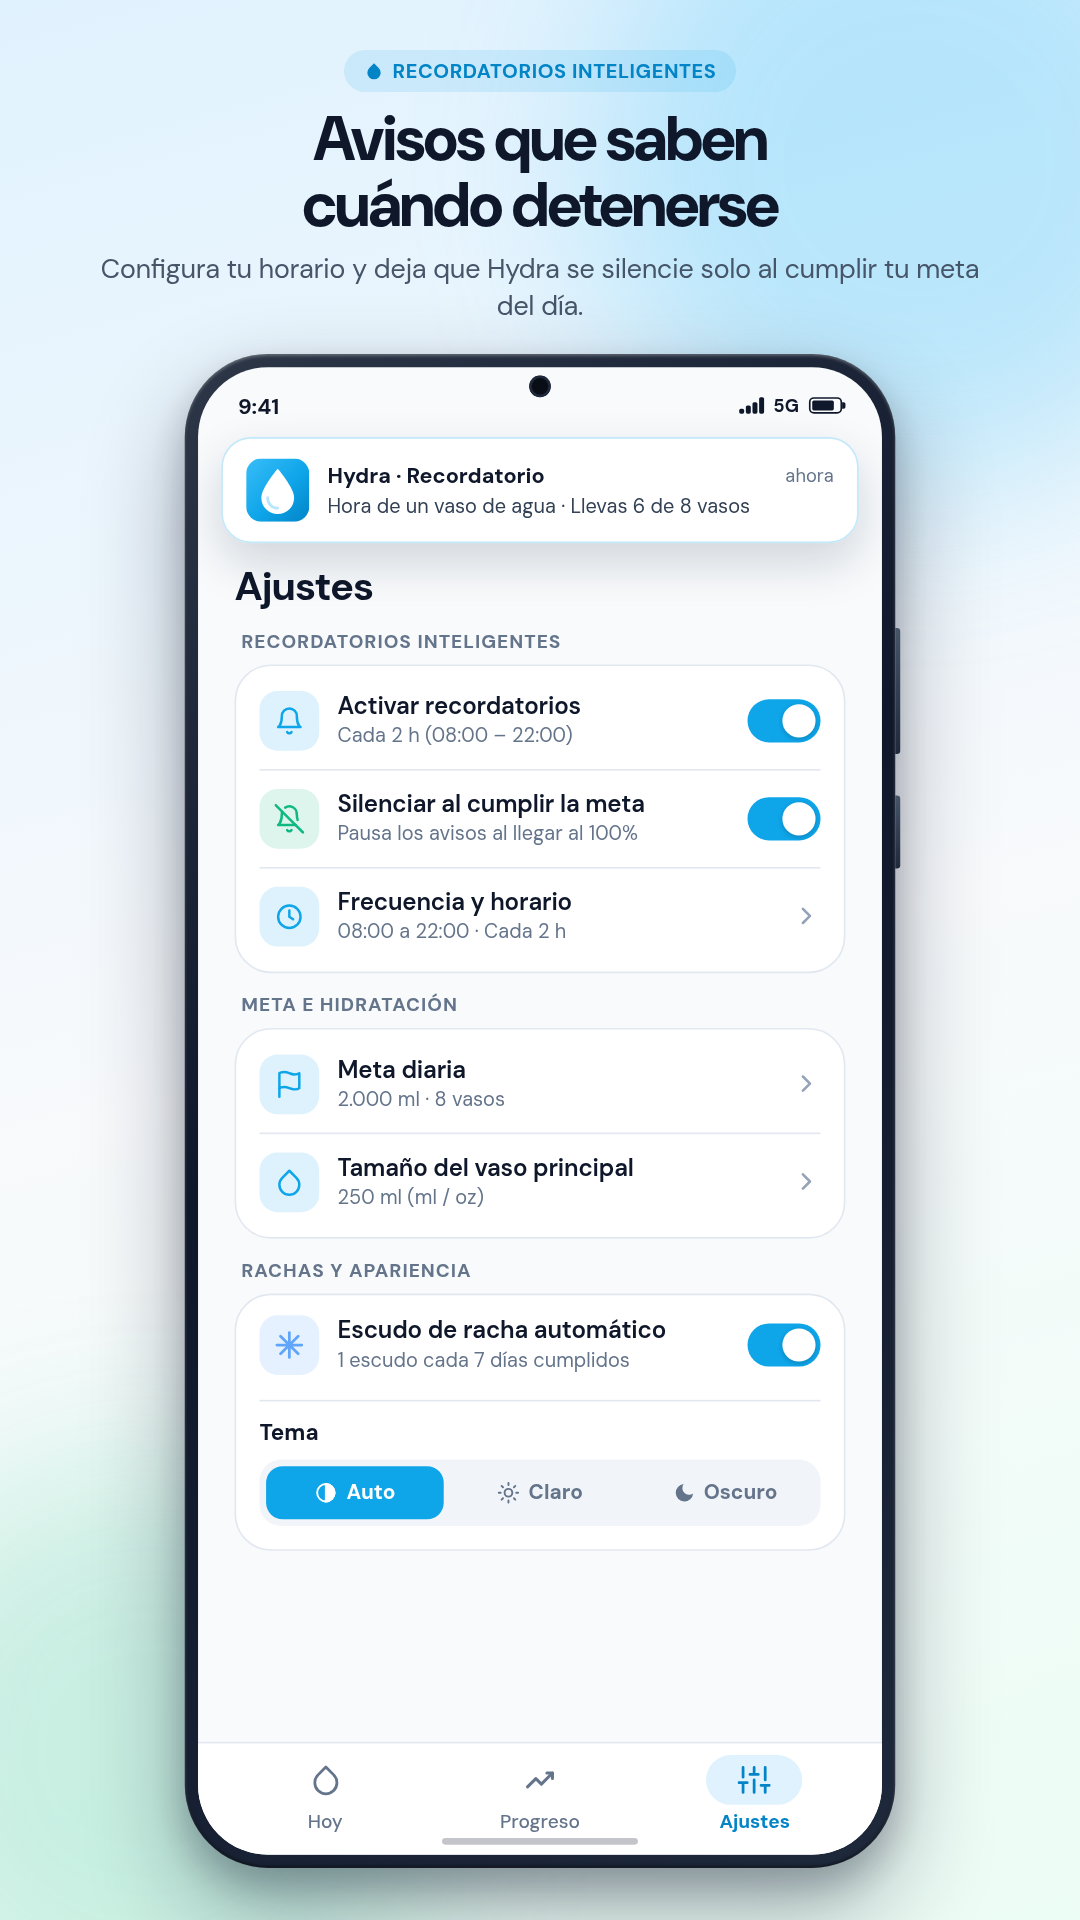 RECORDATORIOS INTELIGENTES
Avisos que saben
cuándo detenerse
Configura tu horario y deja que Hydra se silencie solo al cumplir tu meta
del día.
9:41
5G
Hydra · Recordatorio
ahora
Hora de un vaso de agua · Llevas 6 de 8 vasos
Ajustes
RECORDATORIOS INTELIGENTES
Activar recordatorios
Cada 2 h (08:00 – 22:00)
Silenciar al cumplir la meta
Pausa los avisos al llegar al 100%
Frecuencia y horario
08:00 a 22:00 · Cada 2 h
META E HIDRATACIÓN
Meta diaria
2.000 ml · 8 vasos
Tamaño del vaso principal
250 ml (ml / oz)
RACHAS Y APARIENCIA
Escudo de racha automático
1 escudo cada 7 días cumplidos
Tema
Auto
Claro
Oscuro
Hoy
Progreso
Ajustes